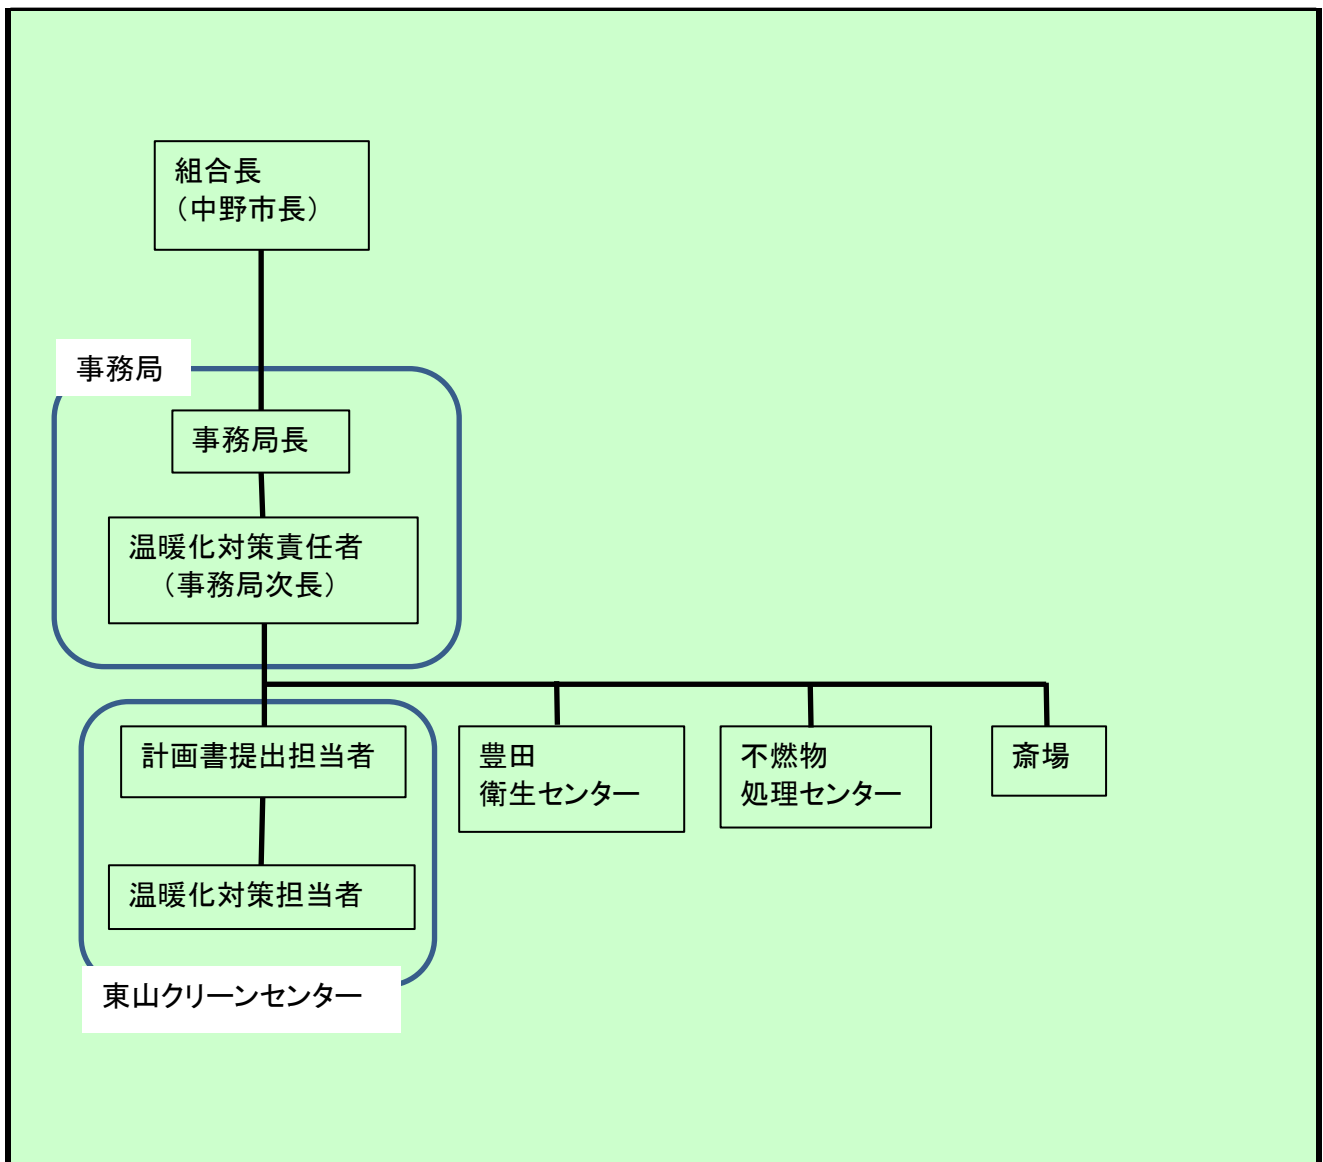 組合長
（中野市長）
事務局
事務局長
温暖化対策責任者
（事務局次長）
計画書提出担当者
豊田
衛生センター
不燃物
処理センター
斎場
温暖化対策担当者
東山クリーンセンター